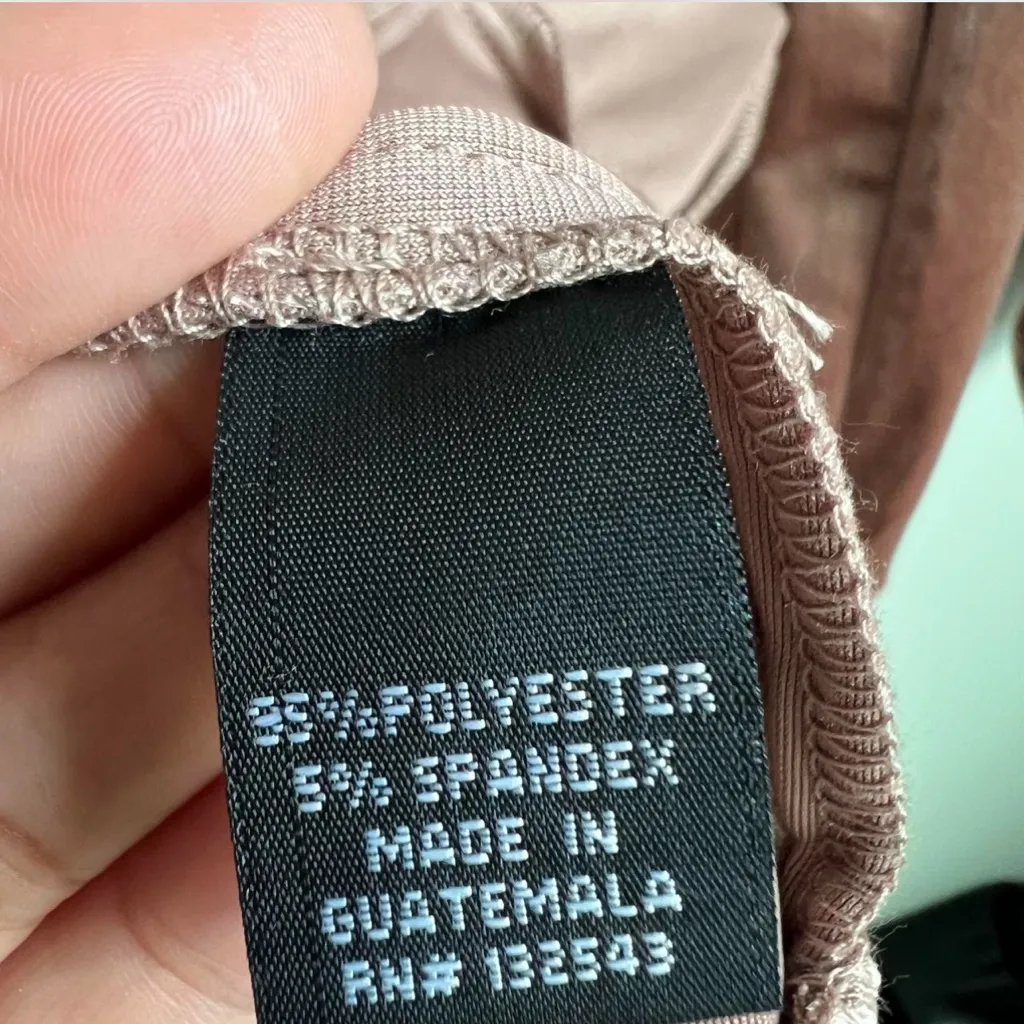 95%POLYESTER
5% SPANDEX
MADE IN
GUATEMALA
RN# 132543